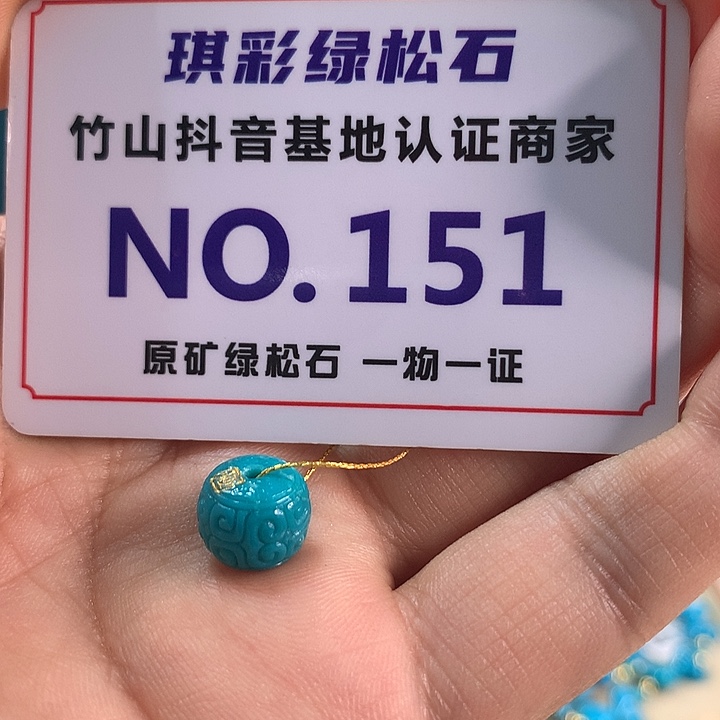 琪彩绿松石
竹山抖音基地认证商家
NO.151
原矿绿松石 一物一证